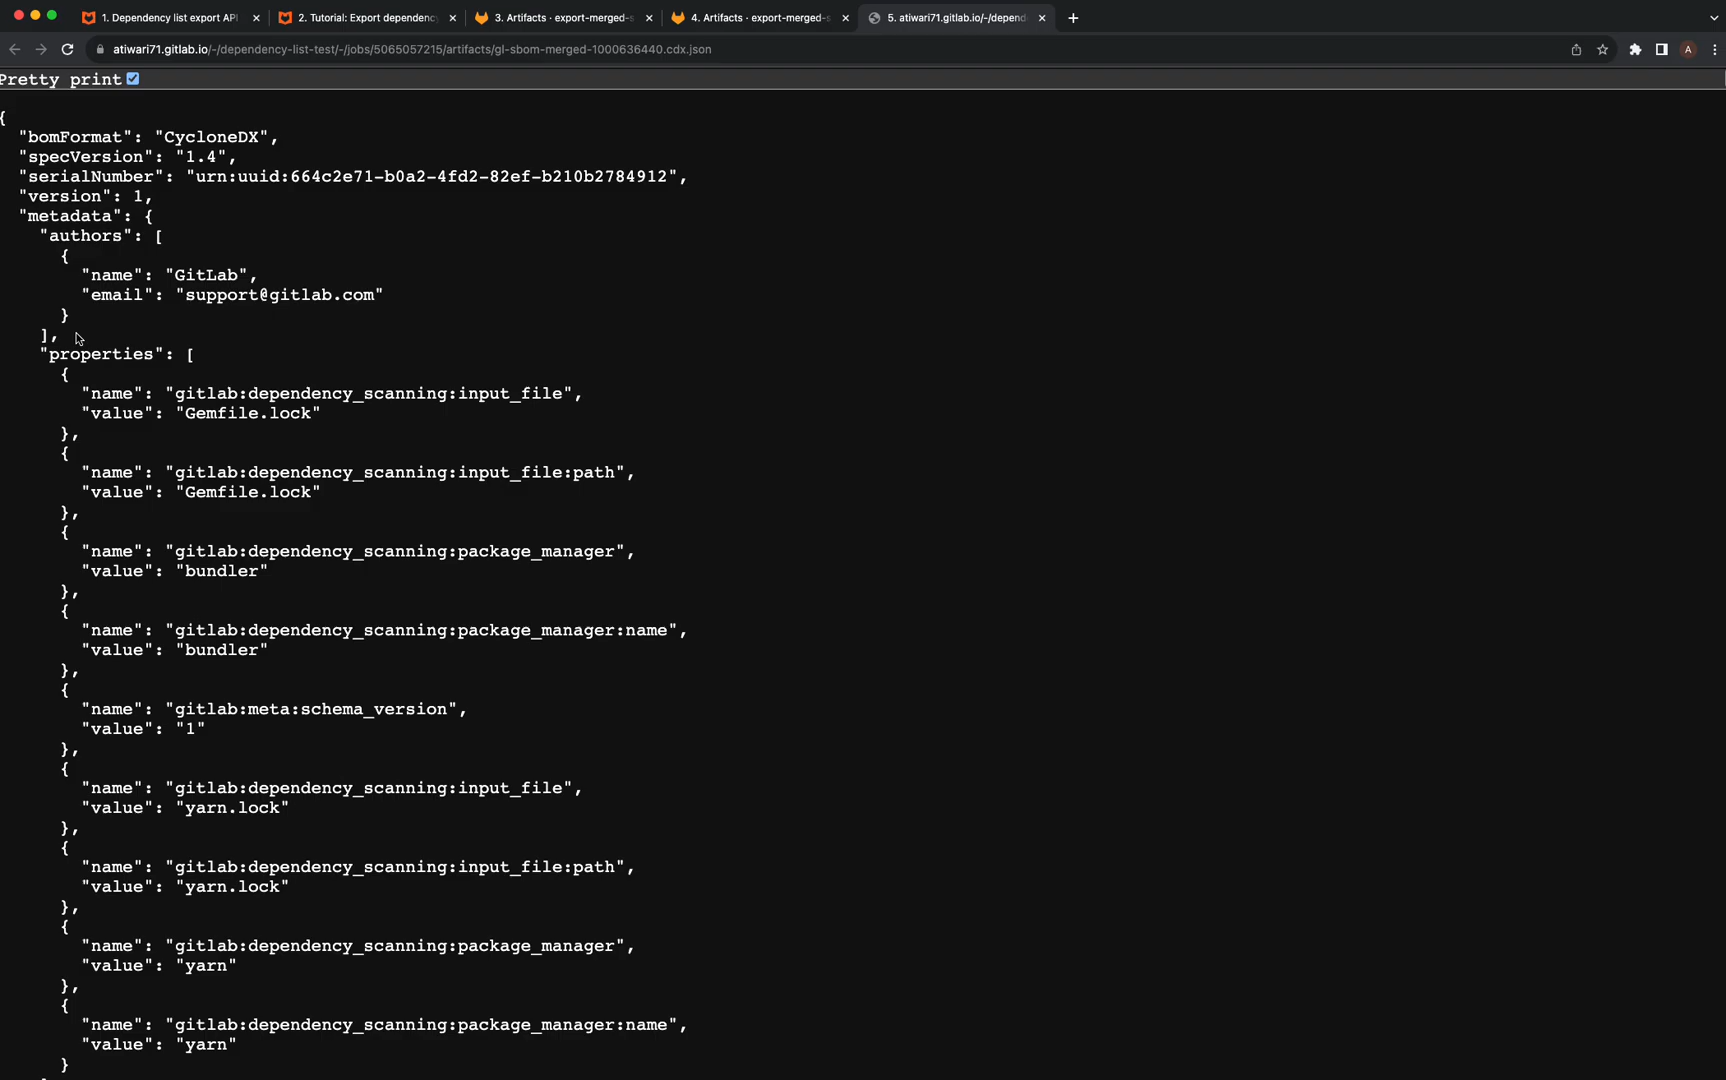 1. Dependency list export API
2. Tutorial: Export dependency
3. Artifacts · export-merged-s
4. Artifacts · export-merged-s
5. atiwari71.gitlab.io/-/depend
atiwari71.gitlab.io/-/dependency-list-test/-/jobs/5065057215/artifacts/gl-sbom-merged-1000636440.cdx.json
A
Pretty print
{
"bomFormat": "CycloneDX",
"specVersion": "1.4",
"serialNumber": "urn:uuid:664c2e71-b0a2-4fd2-82ef-b210b2784912",
"version": 1,
"metadata": {
"authors": [
{
"name": "GitLab",
"email": "support@gitlab.com"
}
],
"properties": [
{
"name": "gitlab:dependency_scanning:input_file",
"value": "Gemfile.lock"
},
{
"name": "gitlab:dependency_scanning:input_file:path",
"value": "Gemfile.lock"
},
{
"name": "gitlab:dependency_scanning:package_manager",
"value": "bundler"
},
{
"name": "gitlab:dependency_scanning:package_manager:name",
"value": "bundler"
},
{
"name": "gitlab:meta:schema_version",
"value": "1"
},
{
"name": "gitlab:dependency_scanning:input_file",
"value": "yarn.lock"
},
{
"name": "gitlab:dependency_scanning:input_file:path",
"value": "yarn.lock"
},
{
"name": "gitlab:dependency_scanning:package_manager",
"value": "yarn"
},
{
"name": "gitlab:dependency_scanning:package_manager:name",
"value": "yarn"
}